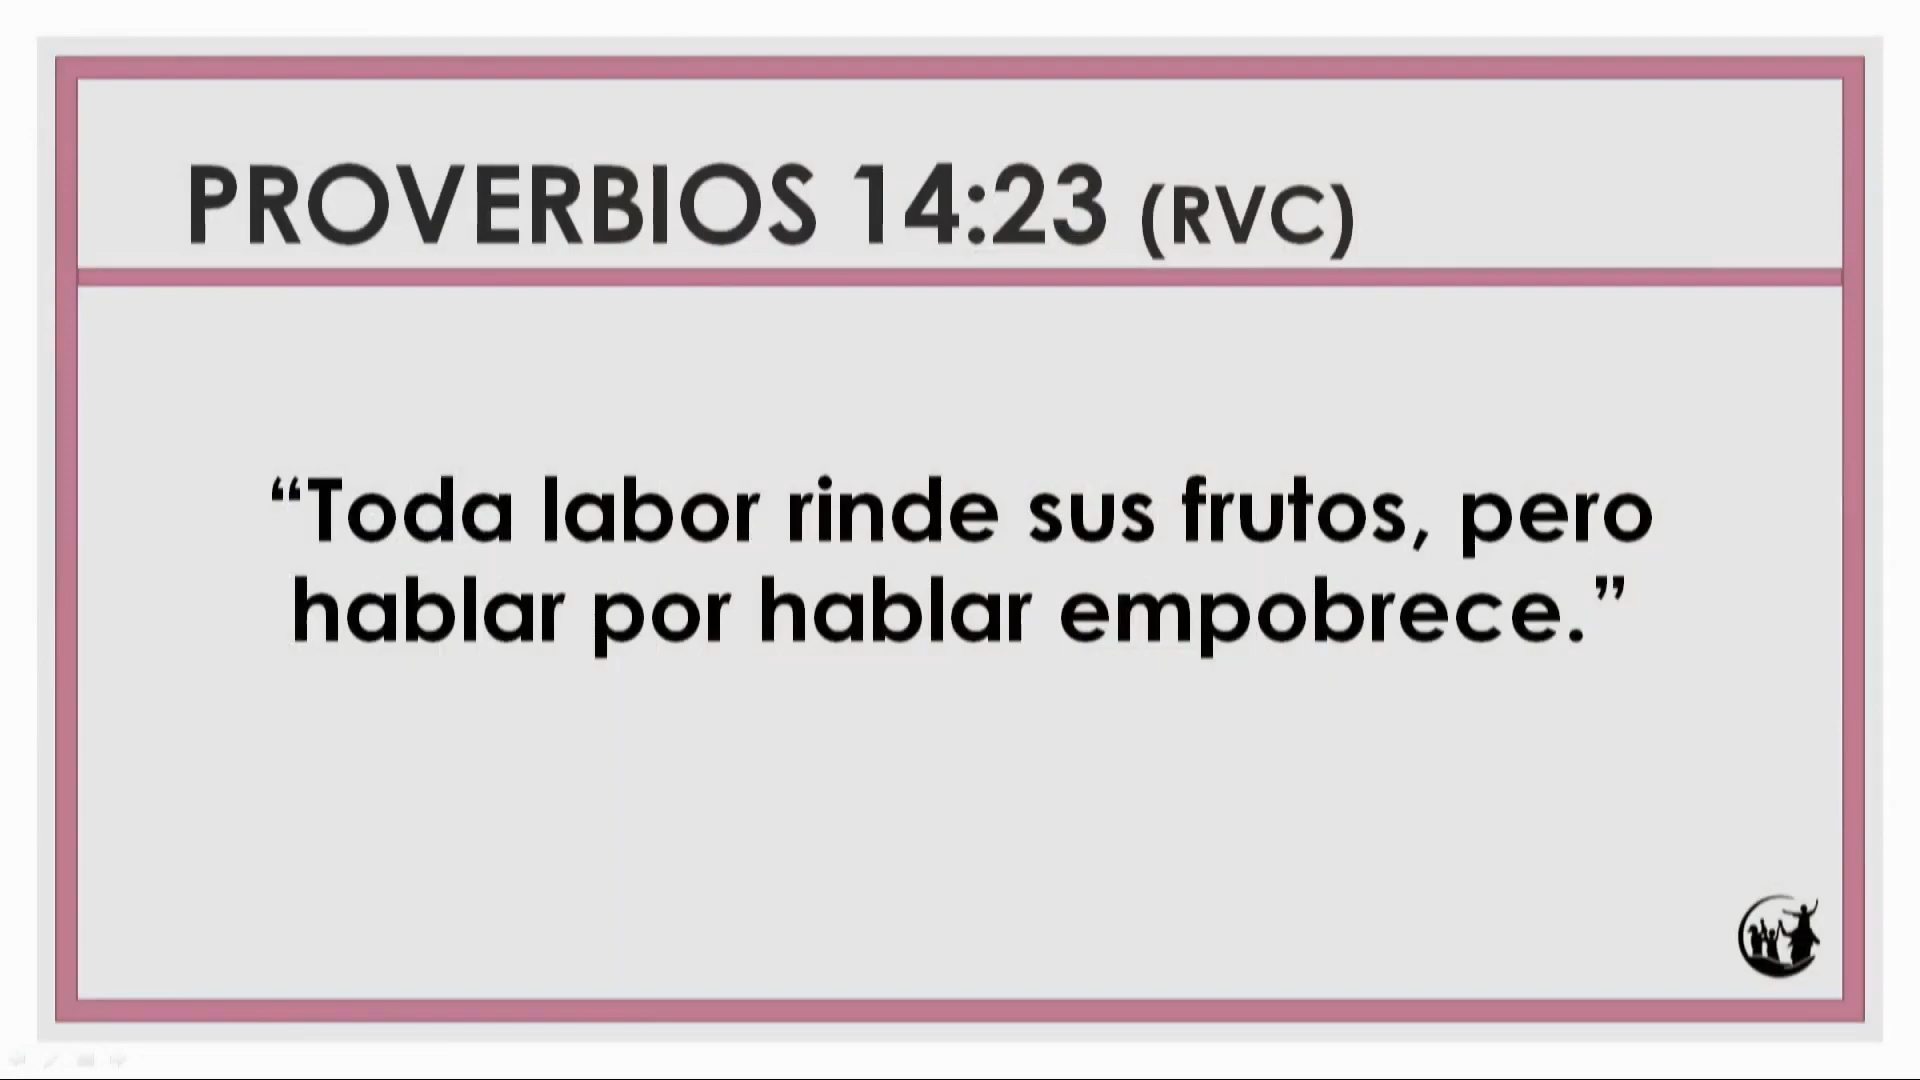 PROVERBIOS 14:23 (RVC)
“Toda labor rinde sus frutos, pero
hablar por hablar empobrece.”